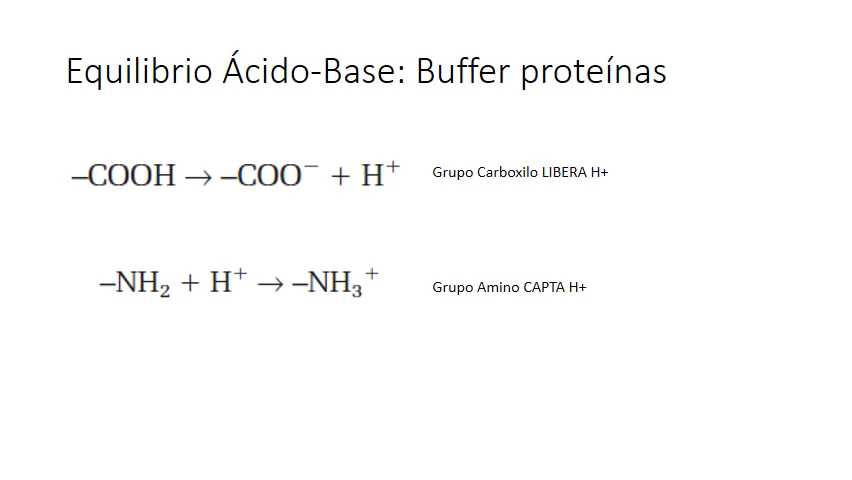 Equilibrio Ácido-Base: Buffer proteínas
–COOH → –COO⁻ + H⁺ Grupo Carboxilo LIBERA H+
–NH₂ + H⁺ → –NH₃⁺ Grupo Amino CAPTA H+